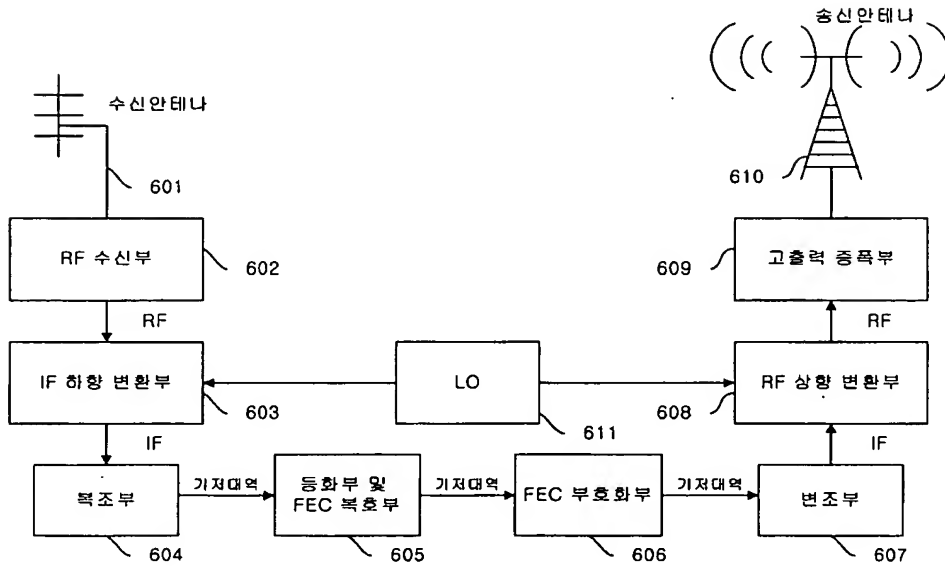 송신안테나
수신안테나
601
610
RF 수신부
602
609
고출력 증폭부
RF
RF
IF 하향 변환부
603
LO
611
608
RF 상향 변환부
IF
IF
복조부
604
기저대역
등화부 및
FEC 복호부
605
기저대역
FEC 부호화부
606
기저대역
변조부
607